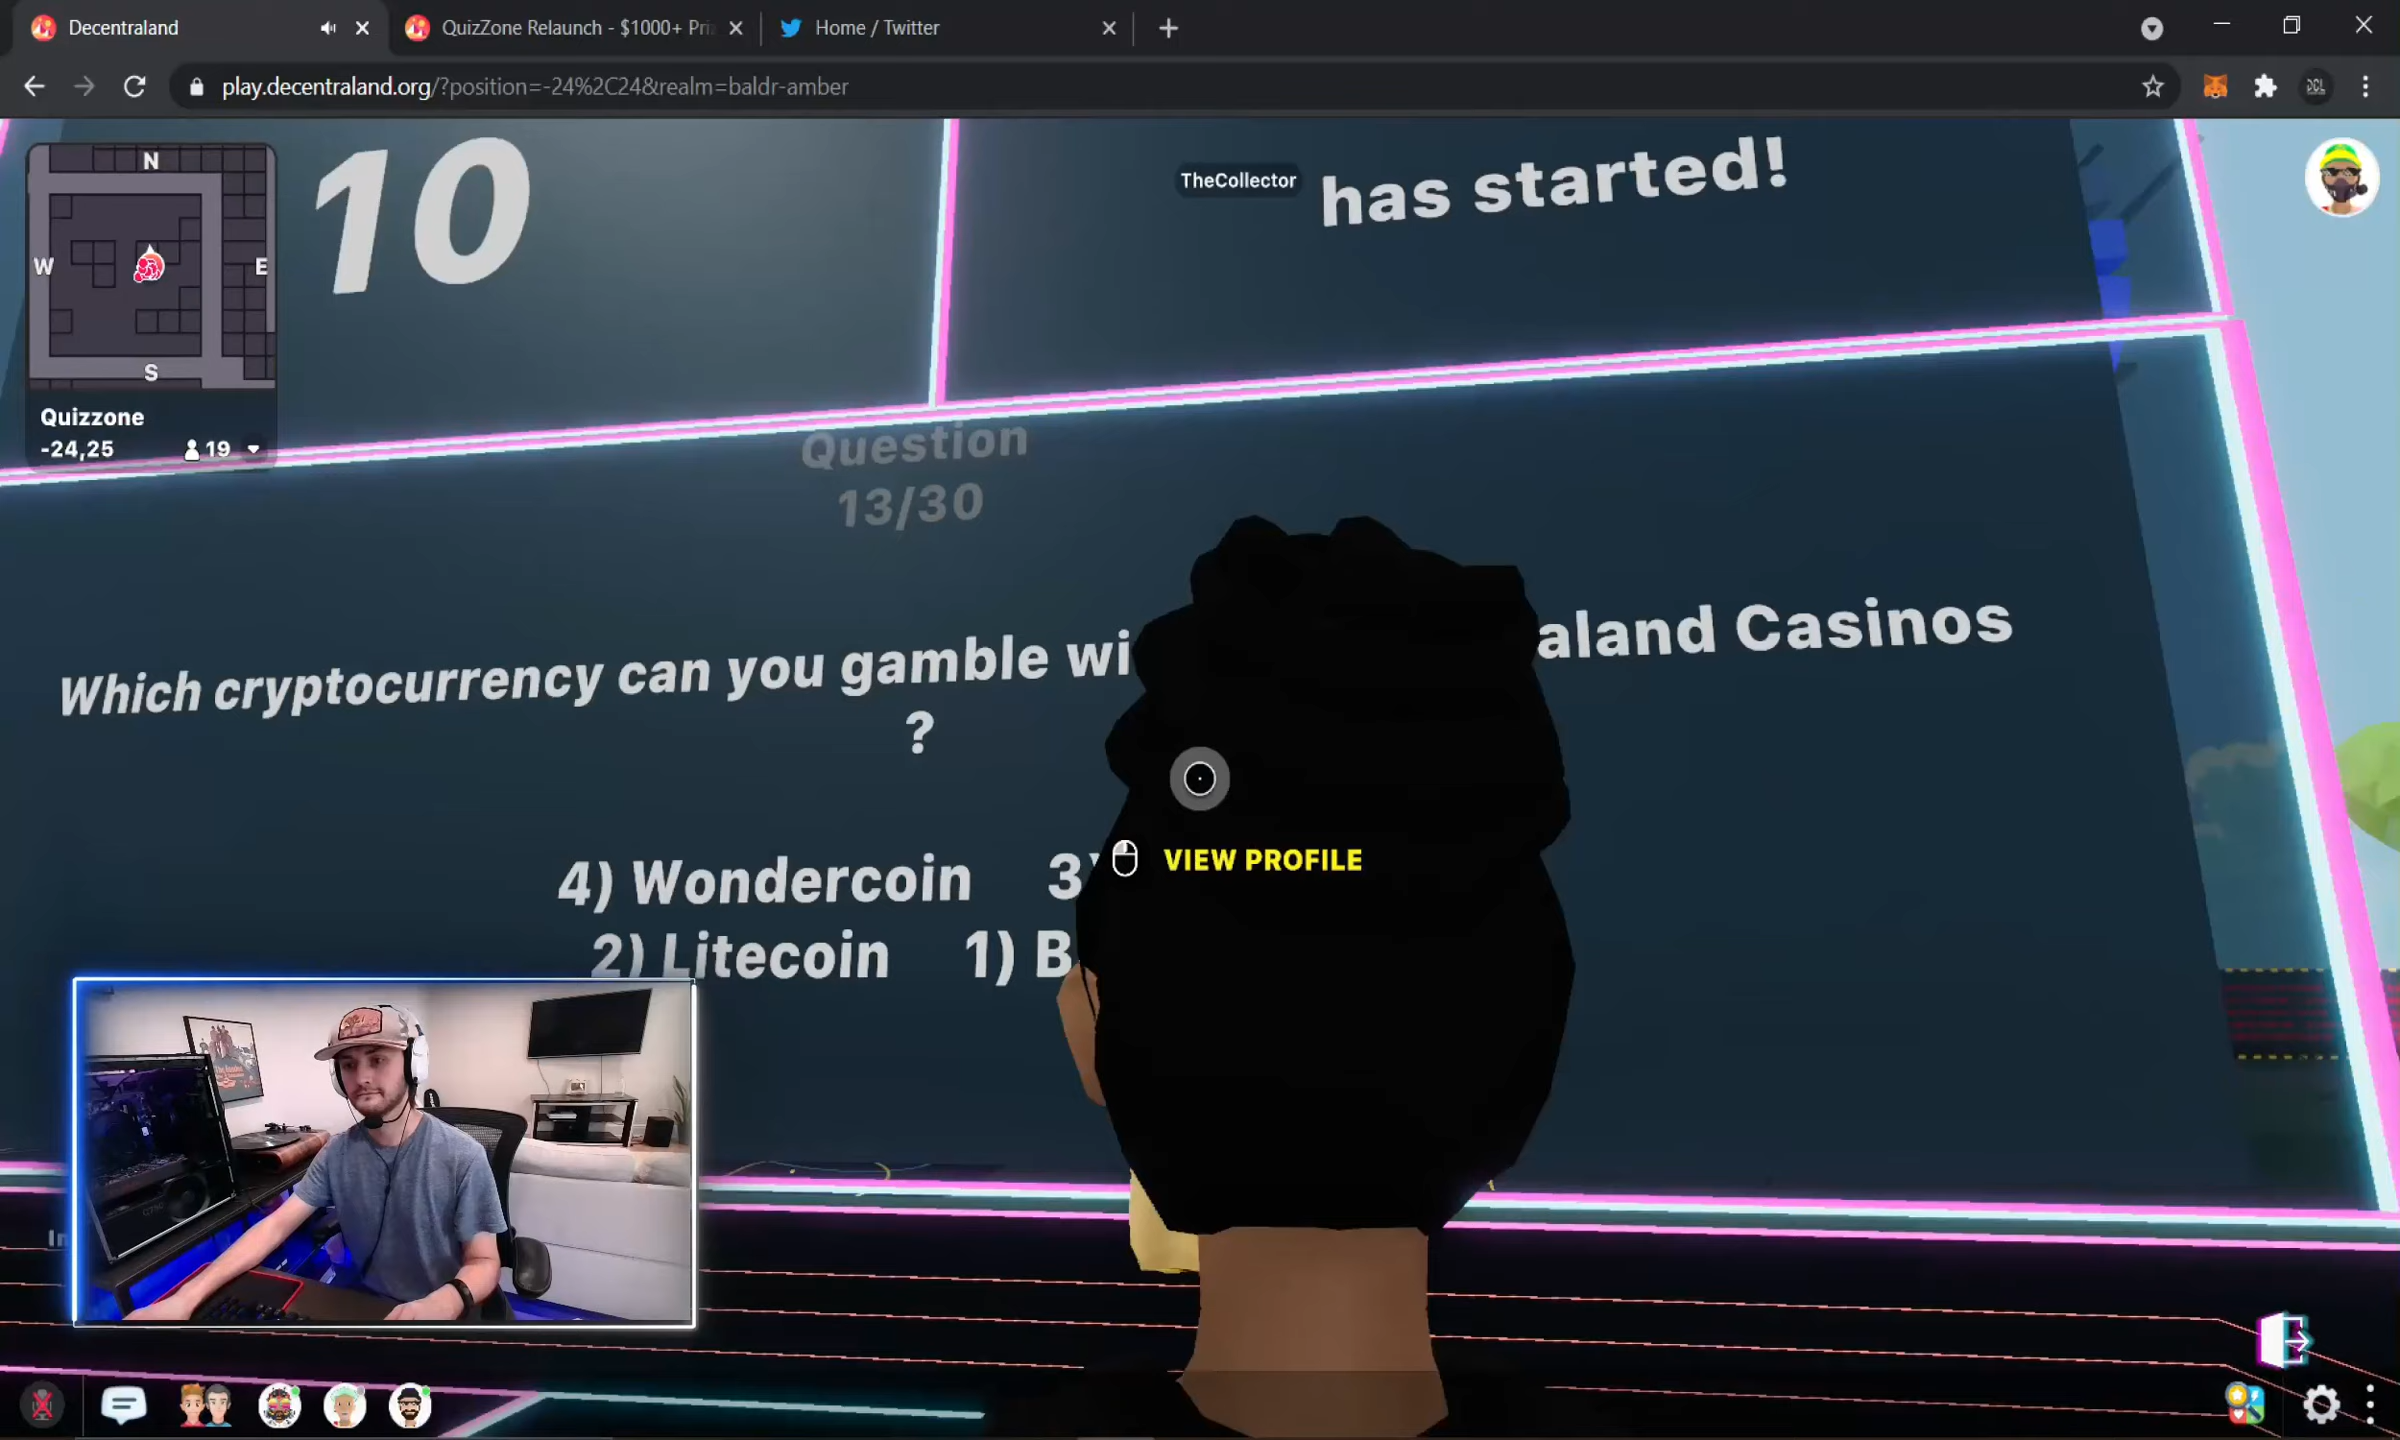 Decentraland
QuizZone Relaunch - $1000+ Pri
Home / Twitter
play.decentraland.org/?position=-24%2C24&realm=baldr-amber
DCL
N
W
E
S
Quizzone
-24,25
19
10
TheCollector
has started!
Question
13/30
Which cryptocurrency can you gamble wi aland Casinos
?
4) Wondercoin 3)
2) Litecoin 1) B
VIEW PROFILE